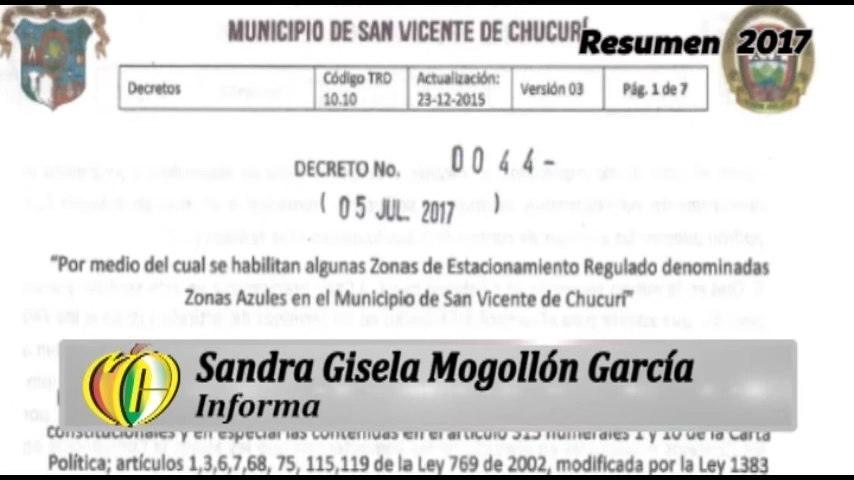 MUNICIPIO DE SAN VICENTE DE CHUCURÍ
Resumen 2017
Decretos
Código TRD
10.10
Actualización:
23-12-2015
Versión 03
Pág. 1 de 7
DECRETO No. 0044-
( 05 JUL. 2017 )
"Por medio del cual se habilitan algunas Zonas de Estacionamiento Regulado denominadas
Zonas Azules en el Municipio de San Vicente de Chucurí"
Sandra Gisela Mogollón García
Informa
constitucionales y en especial las contenidas en el artículo 315 numerales 1 y 10 de la Carta
Política; artículos 1,3,6,7,68, 75, 115,119 de la Ley 769 de 2002, modificada por la Ley 1383